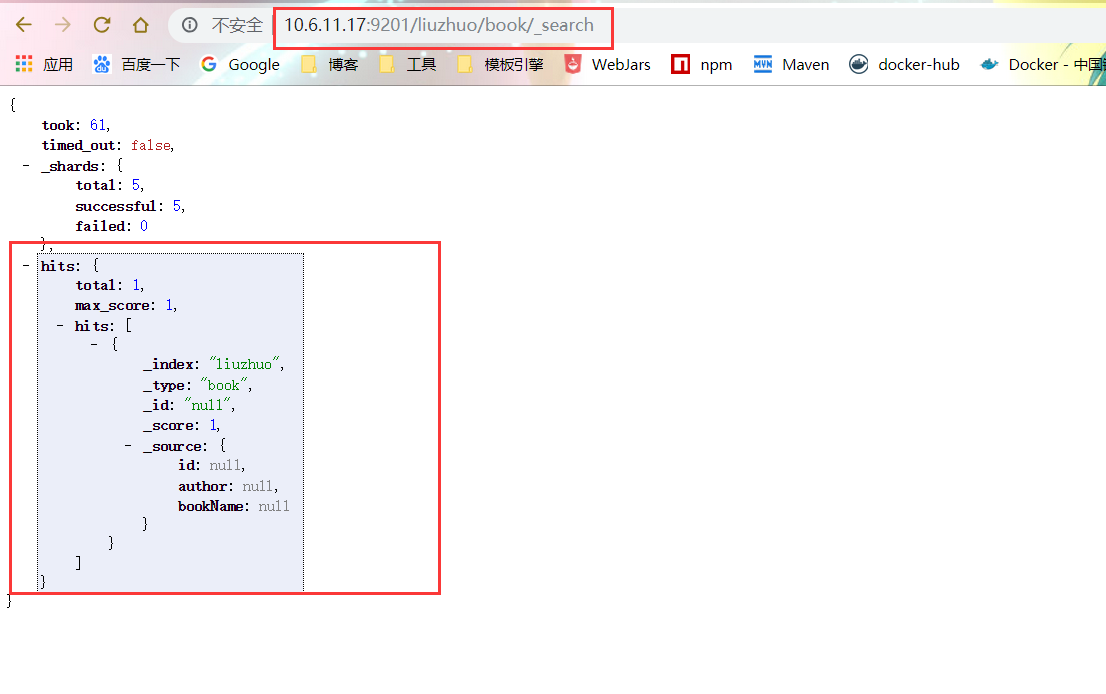 不安全 10.6.11.17:9201/liuzhuo/book/_search
应用 百度一下 Google 博客 工具 模板引擎 WebJars npm Maven docker-hub Docker - 中国
{
took: 61,
timed_out: false,
- _shards: {
total: 5,
successful: 5,
failed: 0
},
- hits: {
total: 1,
max_score: 1,
- hits: [
- {
_index: "liuzhuo",
_type: "book",
_id: "null",
_score: 1,
- _source: {
id: null,
author: null,
bookName: null
}
}
]
}
}